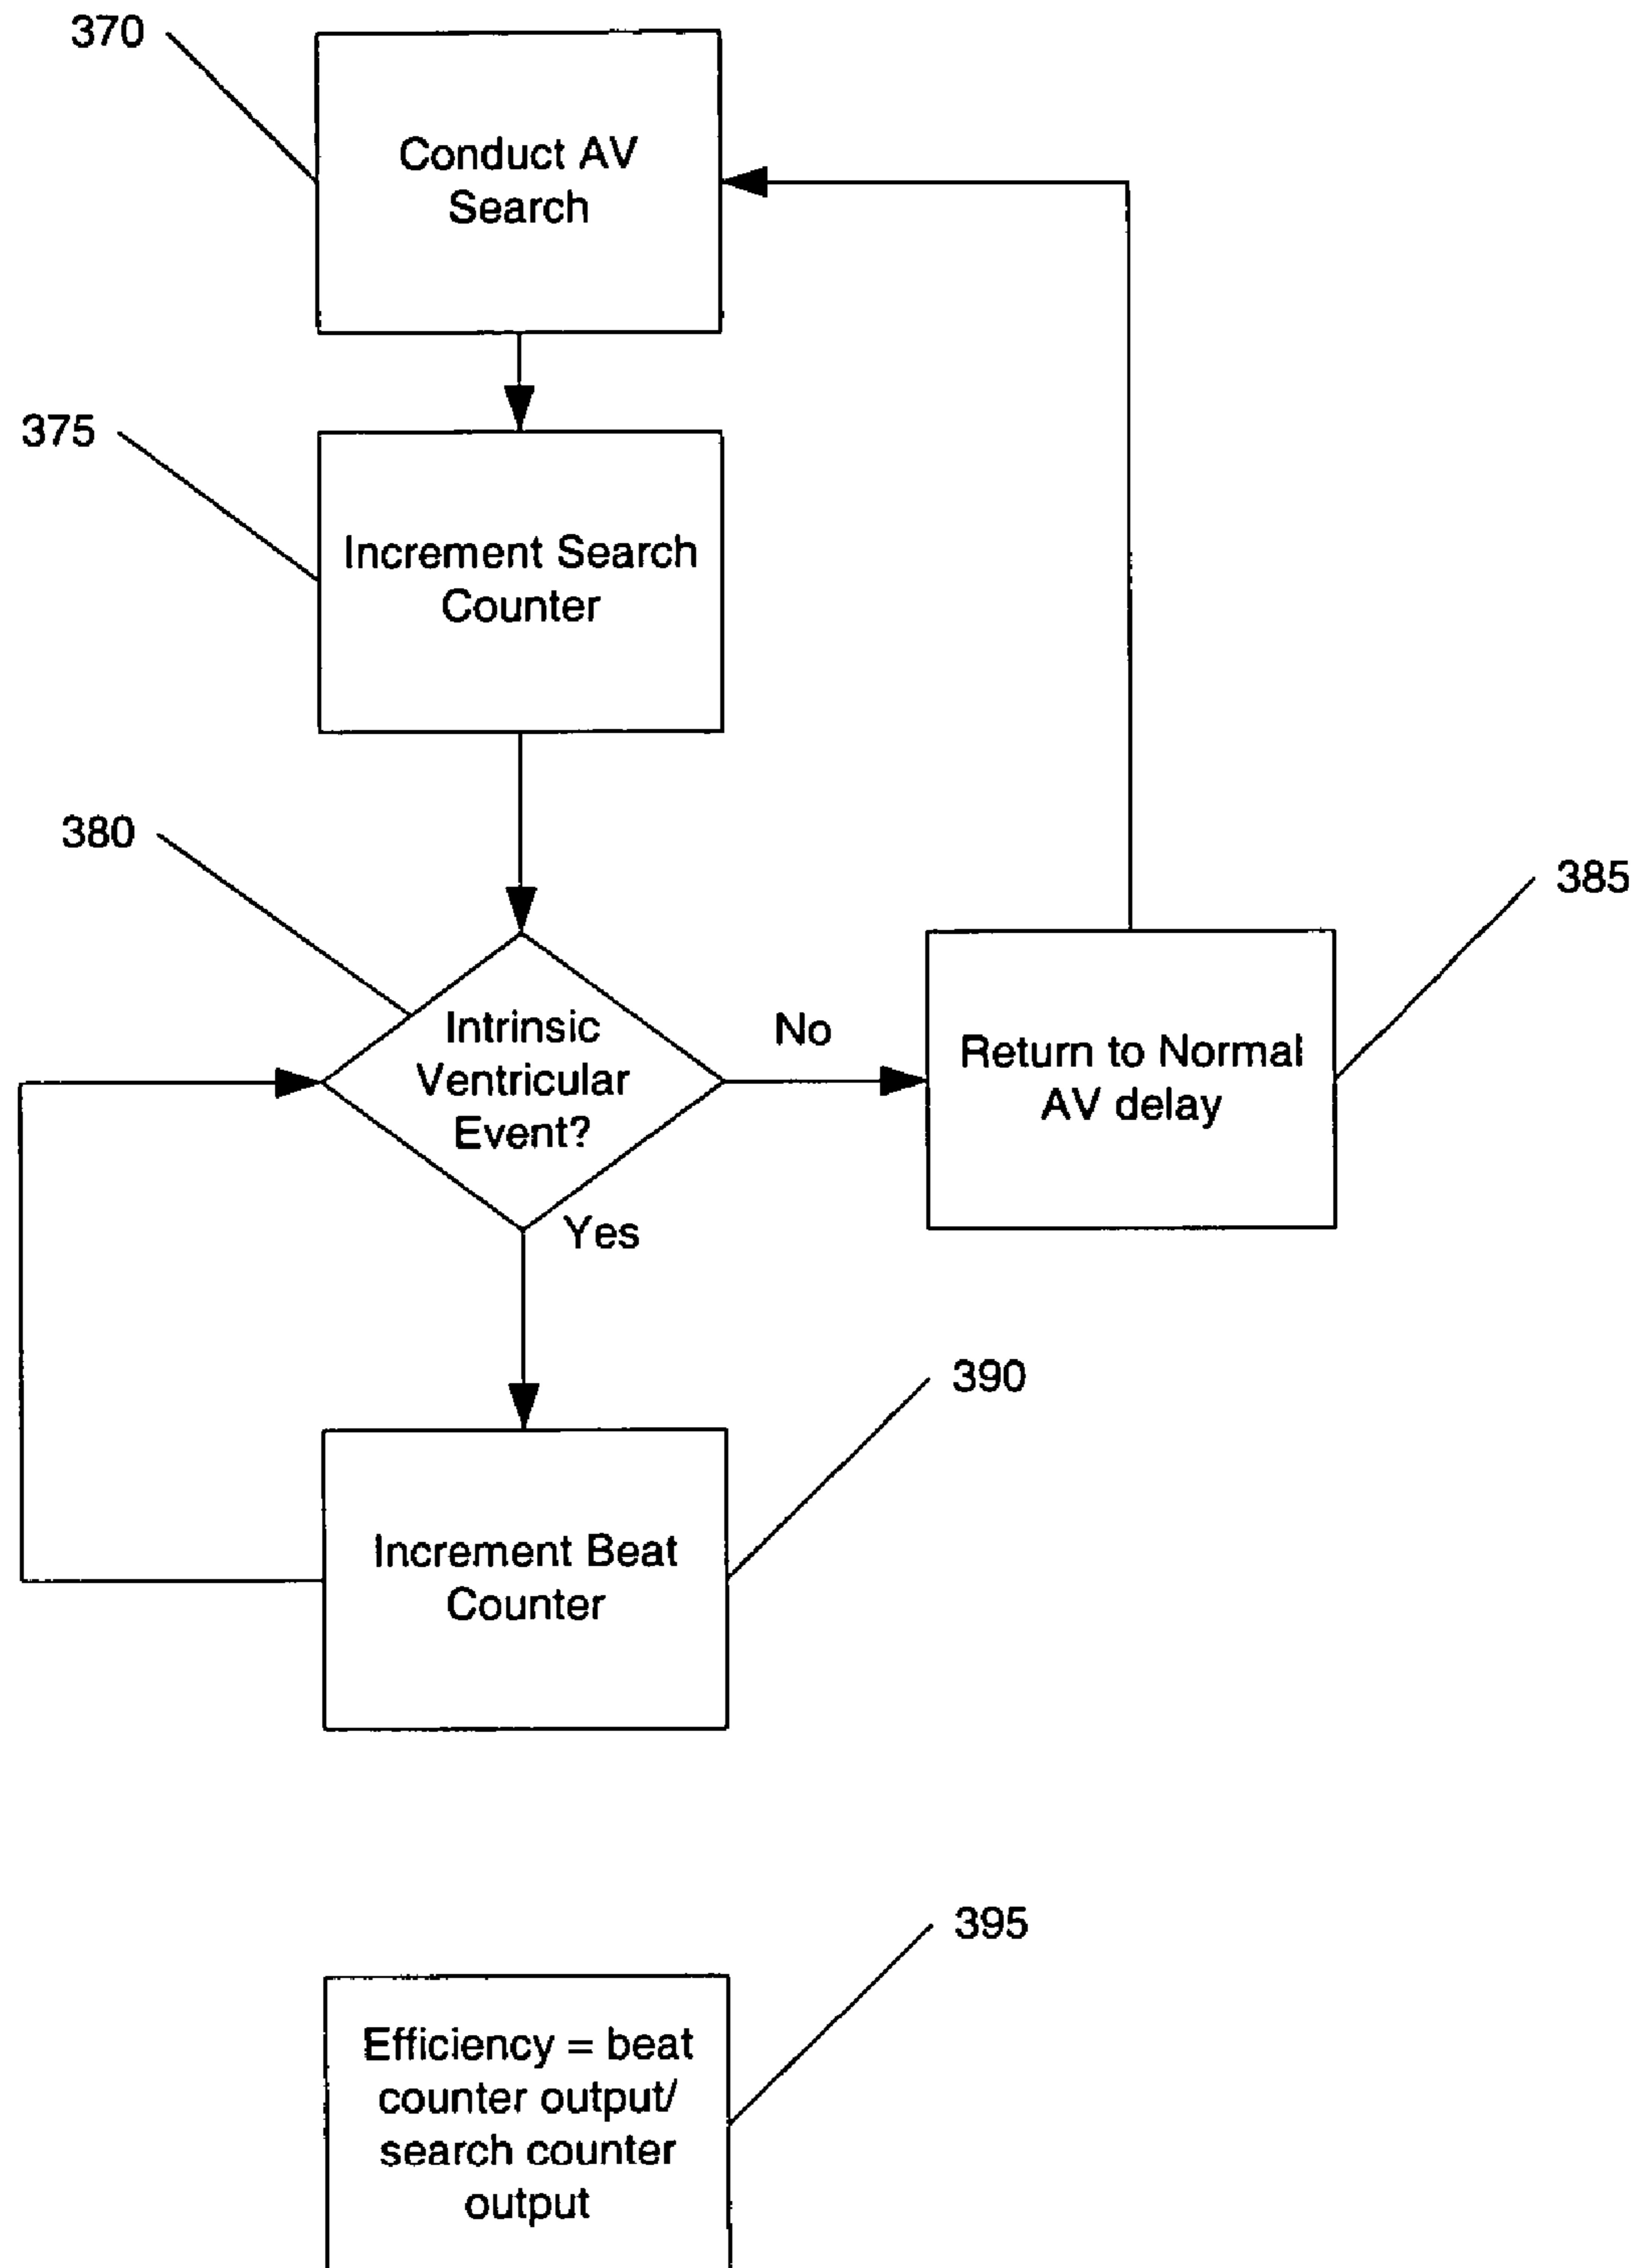 370
Conduct AV
Search
375
Increment Search
Counter
380
Intrinsic
Ventricular
Event?
No
385
Return to Normal
AV delay
Yes
390
Increment Beat
Counter
395
Efficiency = beat
counter output/
search counter
output